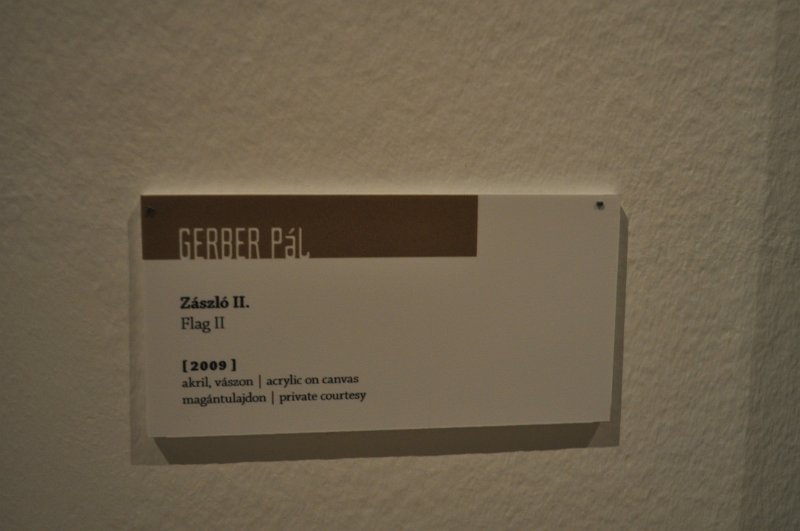 GERBER Pál
Zászló II.
Flag II
[2009]
akril, vászon | acrylic on canvas
magántulajdon | private courtesy